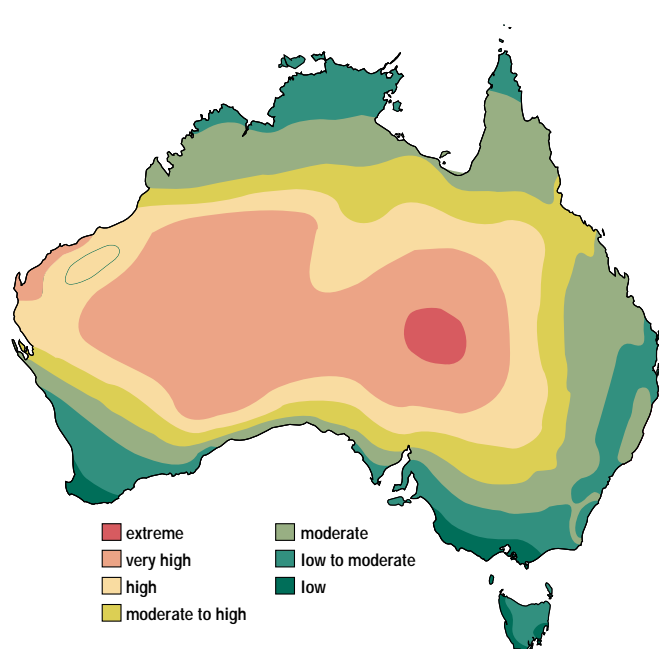 extreme
very high
high
moderate to high
moderate
low to moderate
low